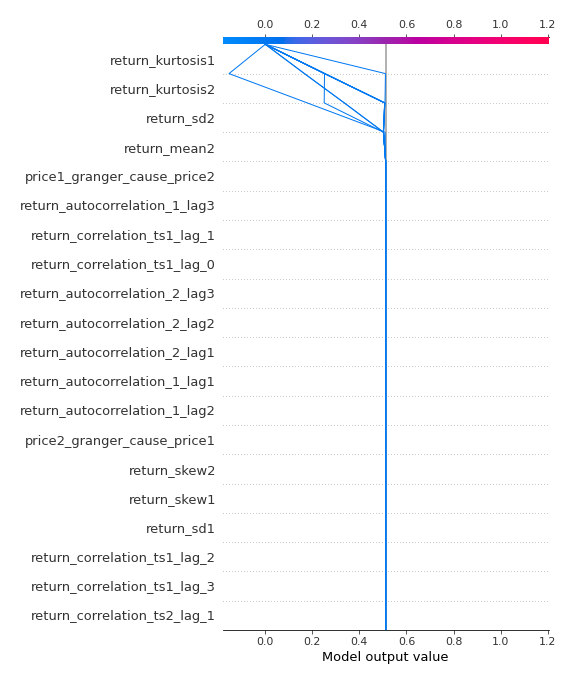 0.0 0.2 0.4 0.6 0.8 1.0 1.2
return_kurtosis1
return_kurtosis2
return_sd2
return_mean2
price1_granger_cause_price2
return_autocorrelation_1_lag3
return_correlation_ts1_lag_1
return_correlation_ts1_lag_0
return_autocorrelation_2_lag3
return_autocorrelation_2_lag2
return_autocorrelation_2_lag1
return_autocorrelation_1_lag1
return_autocorrelation_1_lag2
price2_granger_cause_price1
return_skew2
return_skew1
return_sd1
return_correlation_ts1_lag_2
return_correlation_ts1_lag_3
return_correlation_ts2_lag_1
0.0 0.2 0.4 0.6 0.8 1.0 1.2
Model output value